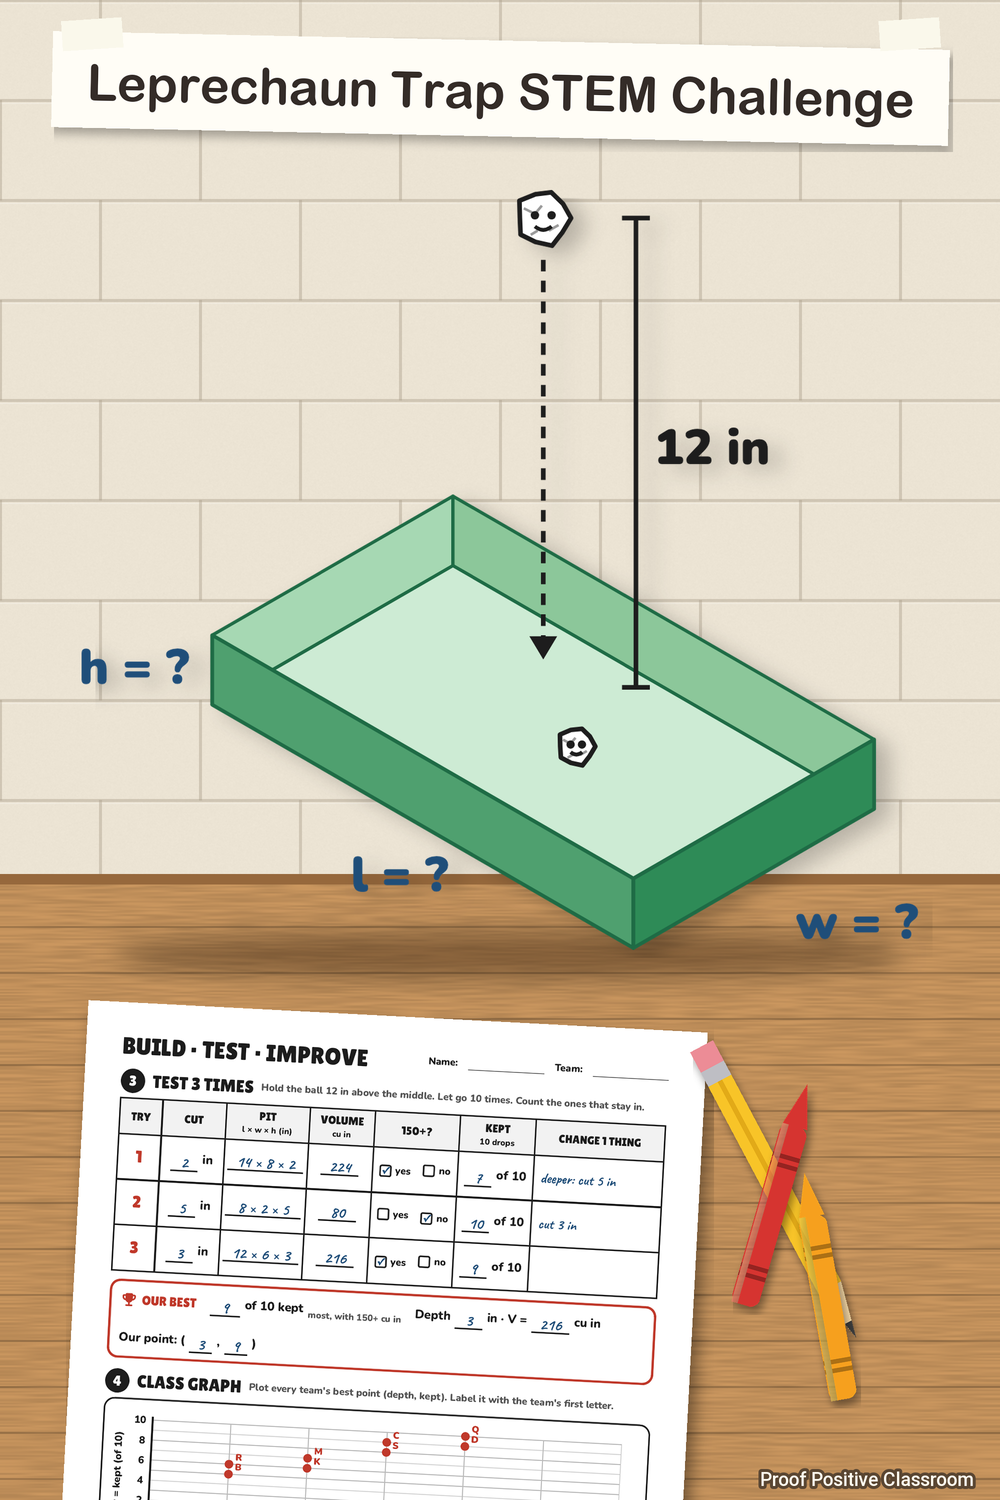 Leprechaun Trap STEM Challenge
12 in
h = ?
l = ?
w = ?
BUILD · TEST · IMPROVE
Name: Team:
3 TEST 3 TIMES Hold the ball 12 in above the middle. Let go 10 times. Count the ones that stay in.
TRY CUT PIT l × w × h (in) VOLUME cu in 150+? KEPT 10 drops CHANGE 1 THING
1 2 in 14 × 8 × 2 224 yes no 7 of 10 deeper: cut 5 in
2 5 in 8 × 2 × 5 80 yes no 10 of 10 cut 3 in
3 3 in 12 × 6 × 3 216 yes no 9 of 10
OUR BEST 9 of 10 kept most, with 150+ cu in Depth 3 in · V = 216 cu in
Our point: ( 3 , 9 )
4 CLASS GRAPH Plot every team's best point (depth, kept). Label it with the team's first letter.
= kept (of 10)
10
8
6
4
2
R
B
M
K
C
S
Q
D
Proof Positive Classroom